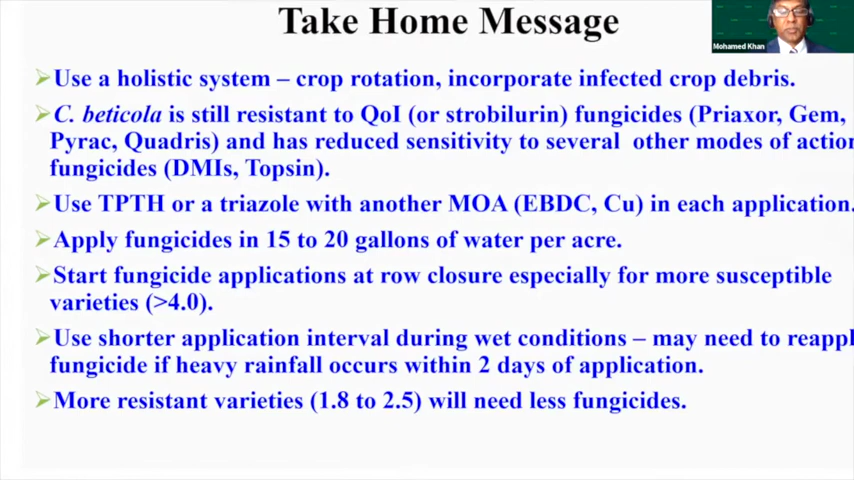 Take Home Message
Mohamed Khan
➢Use a holistic system – crop rotation, incorporate infected crop debris.
➢C. beticola is still resistant to QoI (or strobilurin) fungicides (Priaxor, Gem,
Pyrac, Quadris) and has reduced sensitivity to several other modes of action
fungicides (DMIs, Topsin).
➢Use TPTH or a triazole with another MOA (EBDC, Cu) in each application.
➢Apply fungicides in 15 to 20 gallons of water per acre.
➢Start fungicide applications at row closure especially for more susceptible
varieties (>4.0).
➢Use shorter application interval during wet conditions – may need to reappl
fungicide if heavy rainfall occurs within 2 days of application.
➢More resistant varieties (1.8 to 2.5) will need less fungicides.